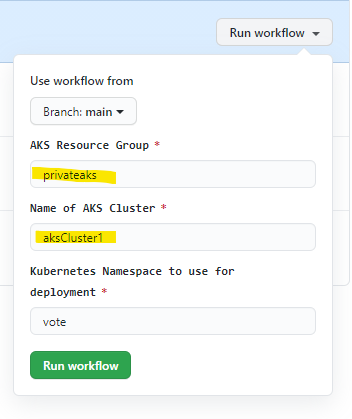 Run workflow
Use workflow from
Branch: main
AKS Resource Group *
privateaks
Name of AKS Cluster *
aksCluster1
Kubernetes Namespace to use for
deployment *
vote
Run workflow